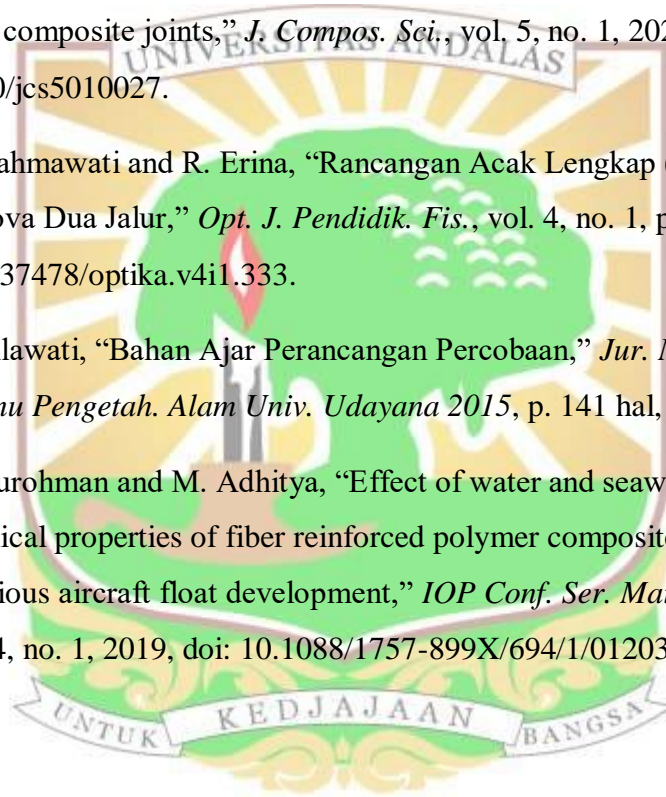 composite joints,” J. Compos. Sci., vol. 5, no. 1, 202
UNIVERSITAS ANDALAS
0/jcs5010027.
ahmawati and R. Erina, “Rancangan Acak Lengkap (
ova Dua Jalur,” Opt. J. Pendidik. Fis., vol. 4, no. 1, p
37478/optika.v4i1.333.
ilawati, “Bahan Ajar Perancangan Percobaan,” Jur. M
mu Pengetah. Alam Univ. Udayana 2015, p. 141 hal,
urohman and M. Adhitya, “Effect of water and seaw
ical properties of fiber reinforced polymer composite
ious aircraft float development,” IOP Conf. Ser. Mat
4, no. 1, 2019, doi: 10.1088/1757-899X/694/1/01203
UNTUK KEDJAJAAN BANGSA